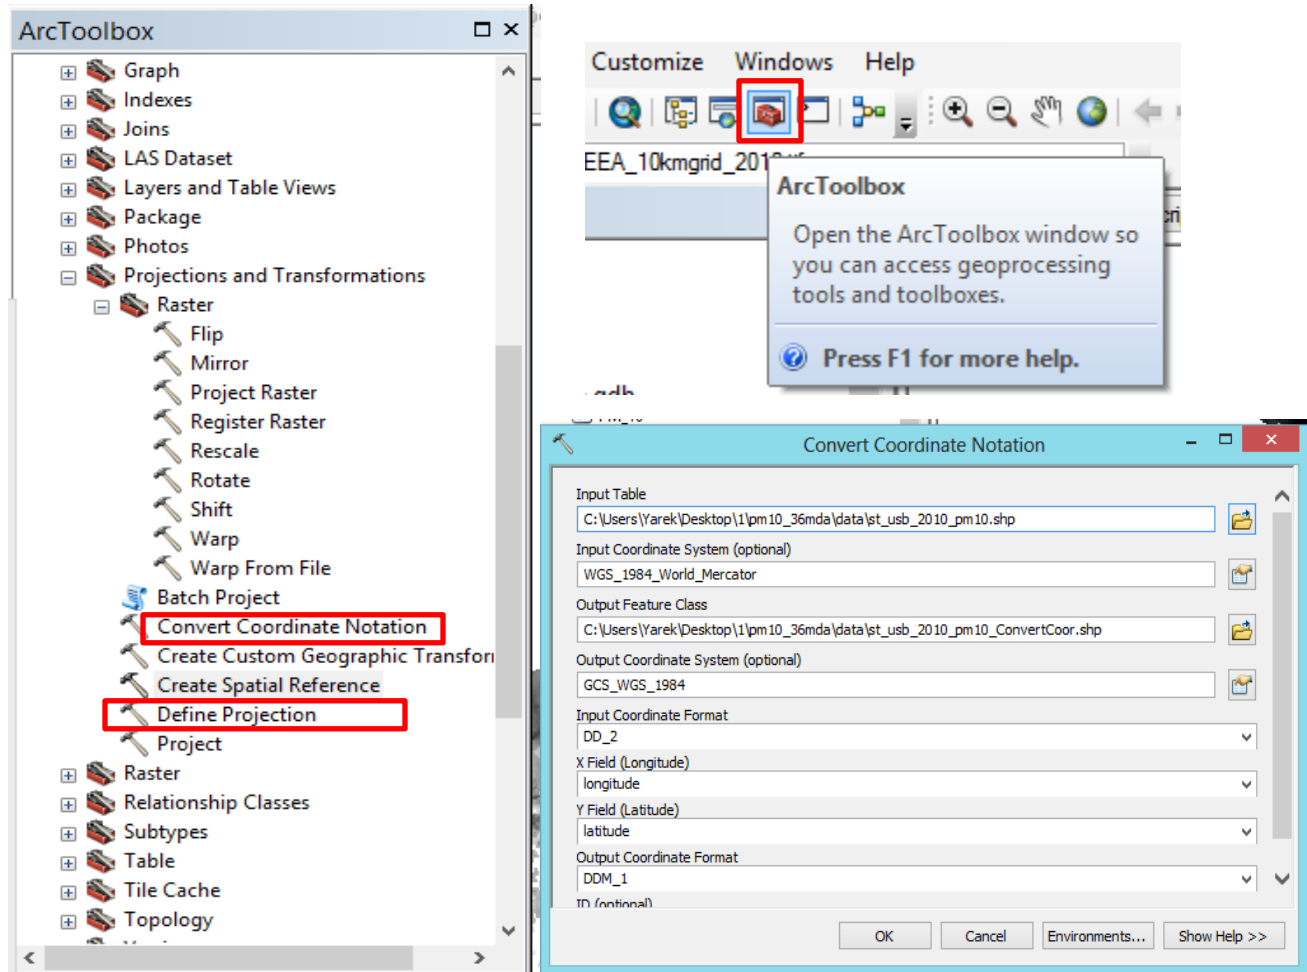 ArcToolbox
Graph
Indexes
Joins
LAS Dataset
Layers and Table Views
Package
Photos
Projections and Transformations
Raster
Flip
Mirror
Project Raster
Register Raster
Rescale
Rotate
Shift
Warp
Warp From File
Batch Project
Convert Coordinate Notation
Create Custom Geographic Transfor
Create Spatial Reference
Define Projection
Project
Raster
Relationship Classes
Subtypes
Table
Tile Cache
Topology
Customize Windows Help
EEA_10kmgrid_201
ArcToolbox
Open the ArcToolbox window so
you can access geoprocessing
tools and toolboxes.
Press F1 for more help.
Convert Coordinate Notation
Input Table
C:\Users\Yarek\Desktop\1\pm10_36mda\data\st_usb_2010_pm10.shp
Input Coordinate System (optional)
WGS_1984_World_Mercator
Output Feature Class
C:\Users\Yarek\Desktop\1\pm10_36mda\data\st_usb_2010_pm10_ConvertCoor.shp
Output Coordinate System (optional)
GCS_WGS_1984
Input Coordinate Format
DD_2
X Field (Longitude)
longitude
Y Field (Latitude)
latitude
Output Coordinate Format
DDM_1
ID (optional)
OK Cancel Environments... Show Help >>